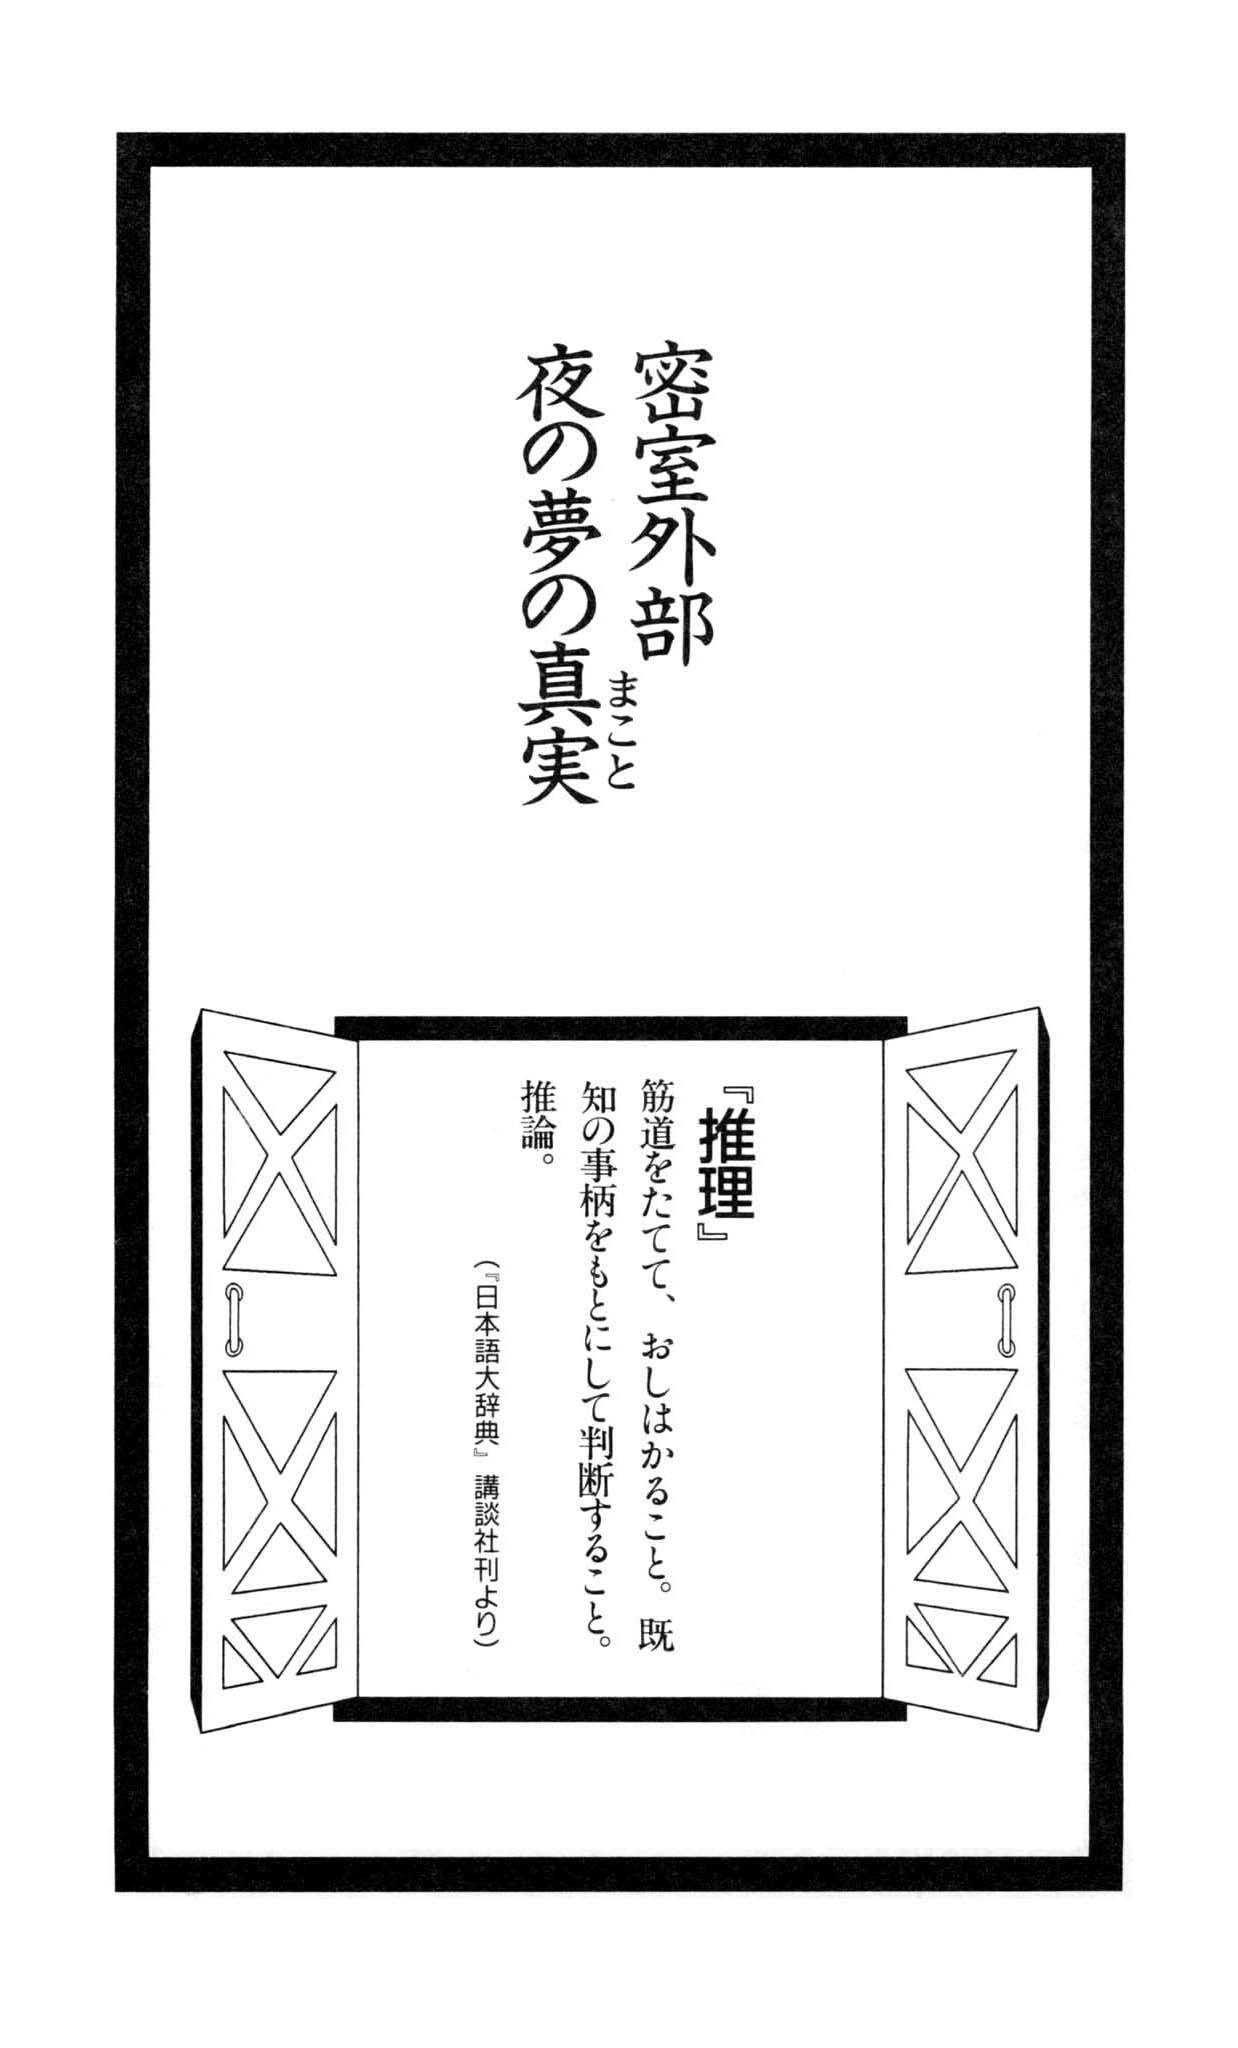 密室外部
夜の夢の真実
まこと
『推理』
筋道をたてて、おしはかること。既
知の事柄をもとにして判断すること。
推論。
（『日本語大辞典』講談社刊より）